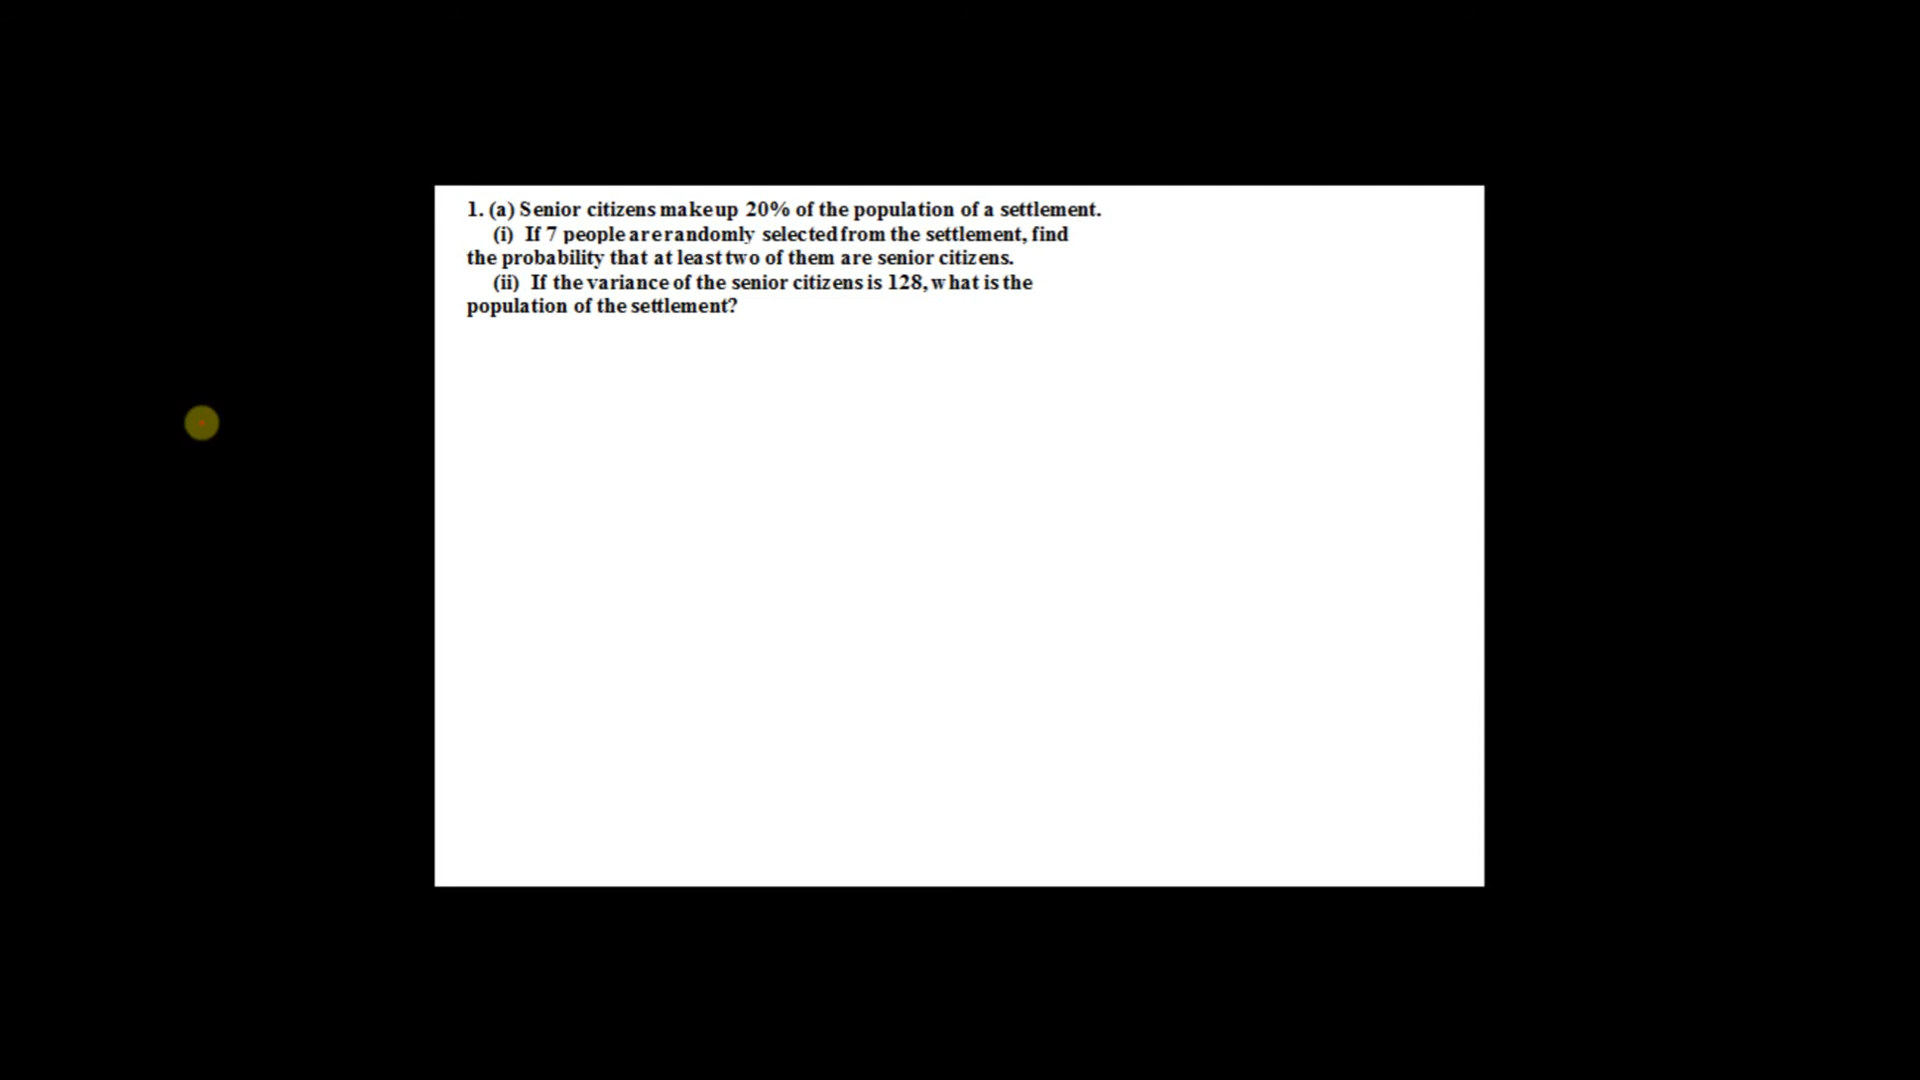 1. (a) Senior citizens make up 20% of the population of a settlement.
(i) If 7 people are randomly selected from the settlement, find
the probability that at least two of them are senior citizens.
(ii) If the variance of the senior citizens is 128, what is the
population of the settlement?